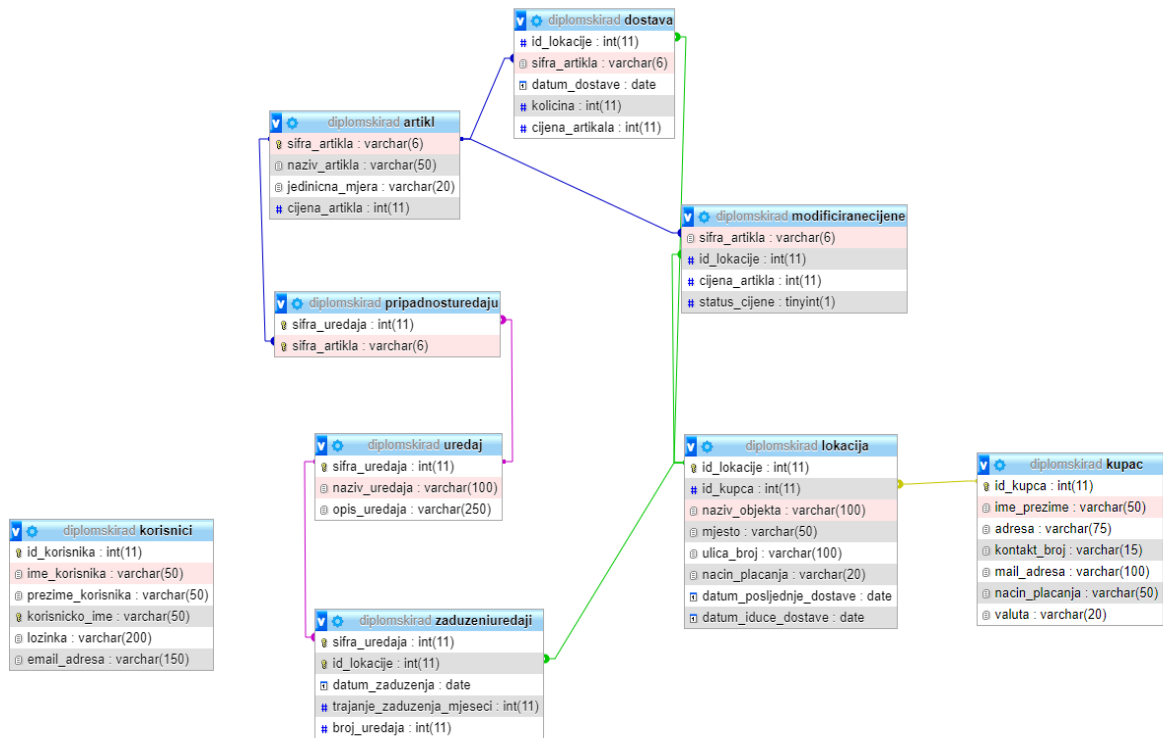 diplomskirad dostava
id_lokacije : int(11)
sifra_artikla : varchar(6)
datum_dostave : date
kolicina : int(11)
cijena_artikala : int(11)
diplomskirad artikl
sifra_artikla : varchar(6)
naziv_artikla : varchar(50)
jedinicna_mjera : varchar(20)
cijena_artikla : int(11)
diplomskirad modificiranecijene
sifra_artikla : varchar(6)
id_lokacije : int(11)
cijena_artikla : int(11)
status_cijene : tinyint(1)
diplomskirad pripadnosturedaju
sifra_uredaja : int(11)
sifra_artikla : varchar(6)
diplomskirad uredaj
sifra_uredaja : int(11)
naziv_uredaja : varchar(100)
opis_uredaja : varchar(250)
diplomskirad lokacija
id_lokacije : int(11)
id_kupca : int(11)
naziv_objekta : varchar(100)
mjesto : varchar(50)
ulica_broj : varchar(100)
nacin_placanja : varchar(20)
datum_posljednje_dostave : date
datum_iduce_dostave : date
diplomskirad kupac
id_kupca : int(11)
ime_prezime : varchar(50)
adresa : varchar(75)
kontakt_broj : varchar(15)
mail_adresa : varchar(100)
nacin_placanja : varchar(50)
valuta : varchar(20)
diplomskirad korisnici
id_korisnika : int(11)
ime_korisnika : varchar(50)
prezime_korisnika : varchar(50)
korisnicko_ime : varchar(50)
lozinka : varchar(200)
email_adresa : varchar(150)
diplomskirad zaduzeniuredaji
sifra_uredaja : int(11)
id_lokacije : int(11)
datum_zaduzenja : date
trajanje_zaduzenja_mjeseci : int(11)
broj_uredaja : int(11)